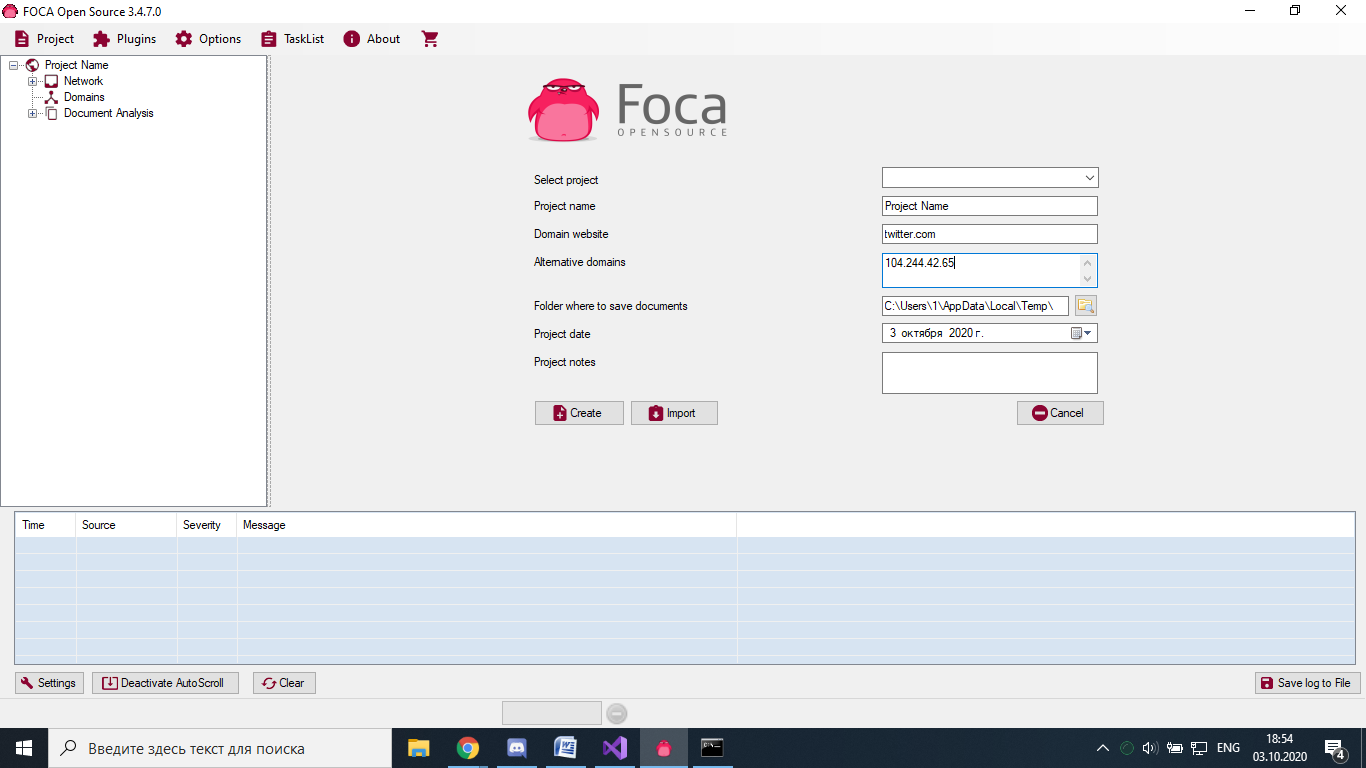 FOCA Open Source 3.4.7.0
Project Plugins Options TaskList About
Project Name
Network
Domains
Document Analysis
Foca
OPENSOURCE
Select project
Project name Project Name
Domain website twitter.com
Alternative domains 104.244.42.65
Folder where to save documents C:\Users\1\AppData\Local\Temp\
Project date 3 октября 2020 г.
Project notes
Create Import Cancel
Time Source Severity Message
Settings Deactivate AutoScroll Clear Save log to File
Введите здесь текст для поиска
ENG
18:54
03.10.2020
4